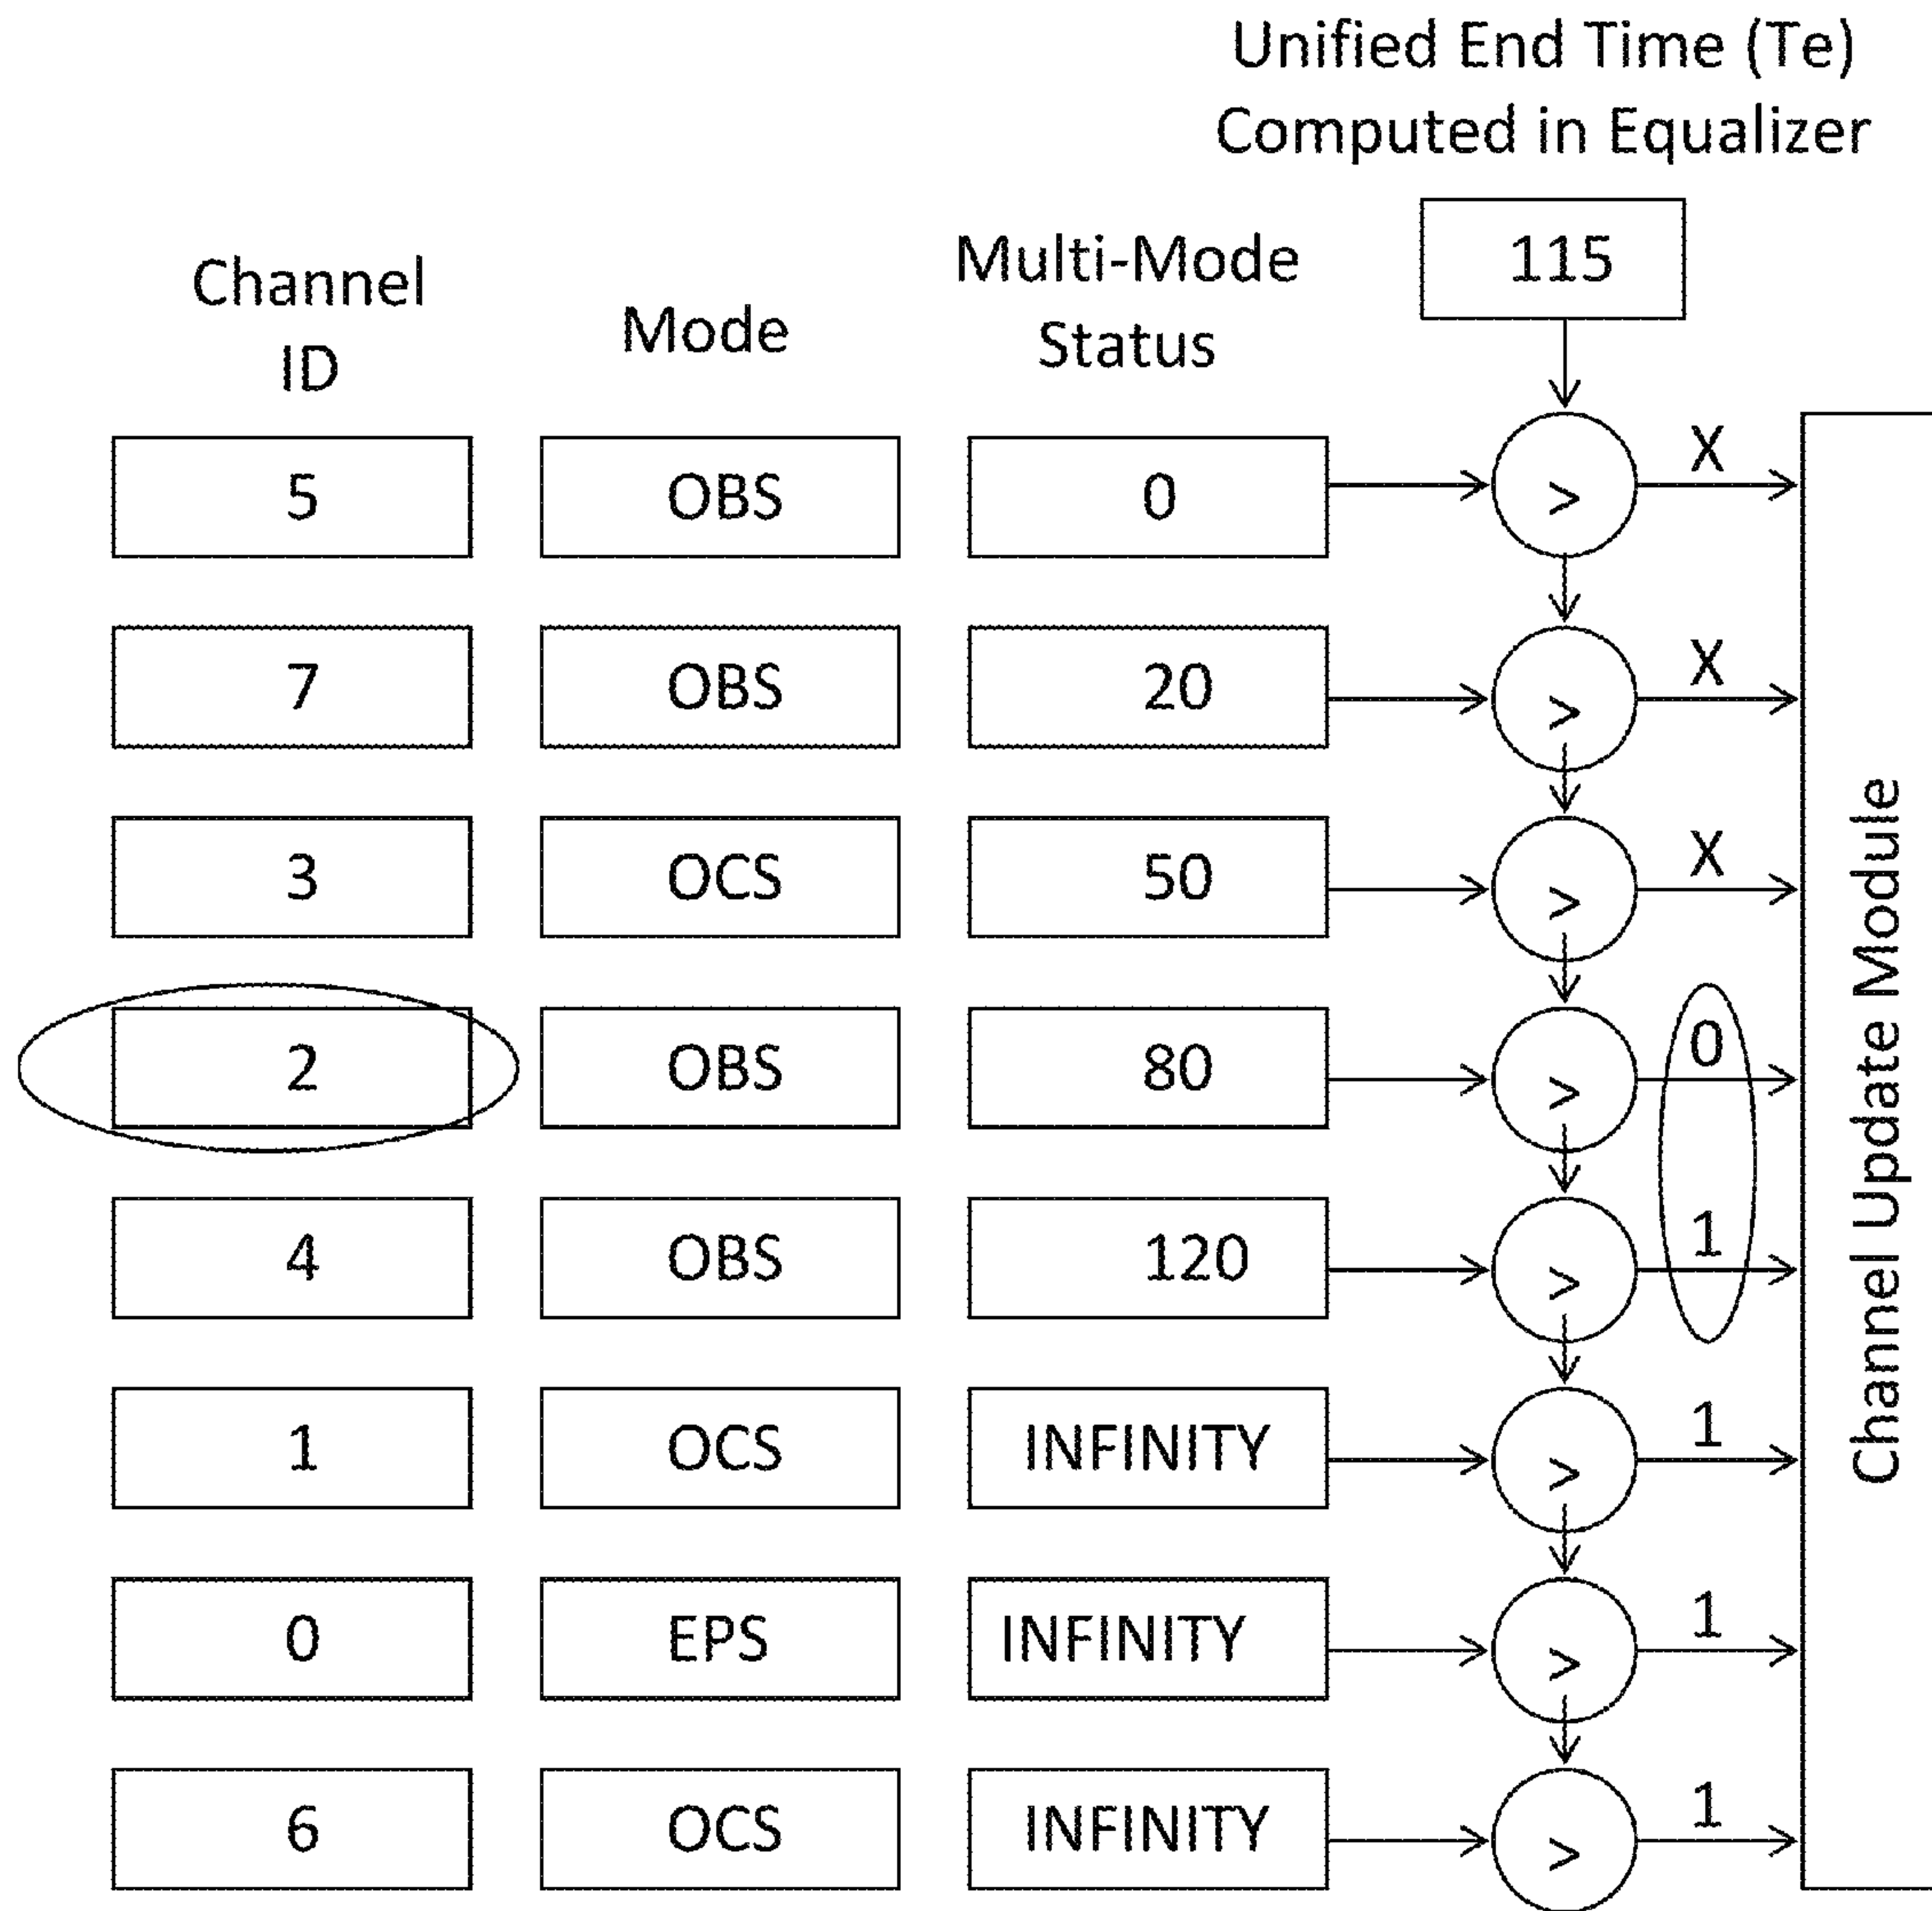 Unified End Time (Te)
Computed in Equalizer
115
Channel
ID
Mode
Multi-Mode
Status
5 OBS 0 > X
7 OBS 20 > X
3 OCS 50 > X
2 OBS 80 > 0
4 OBS 120 > 1
1 OCS INFINITY > 1
0 EPS INFINITY > 1
6 OCS INFINITY > 1
Channel Update Module